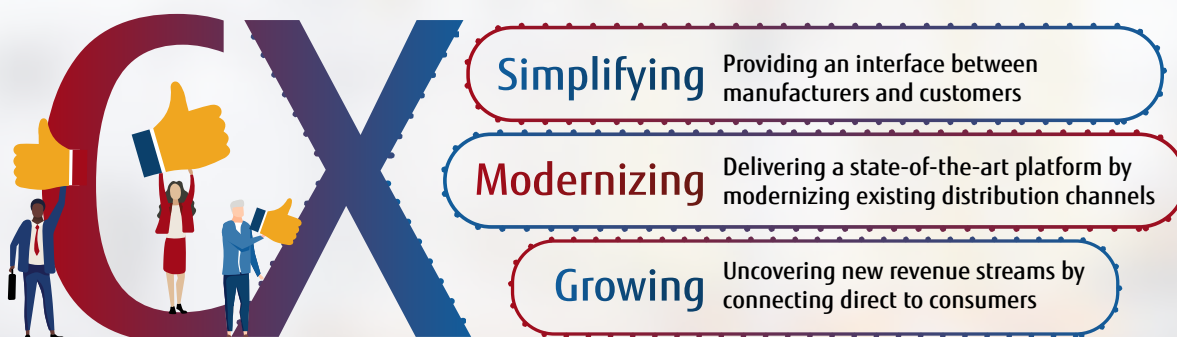 CX
Simplifying
Providing an interface between
manufacturers and customers
Modernizing
Delivering a state-of-the-art platform by
modernizing existing distribution channels
Growing
Uncovering new revenue streams by
connecting direct to consumers